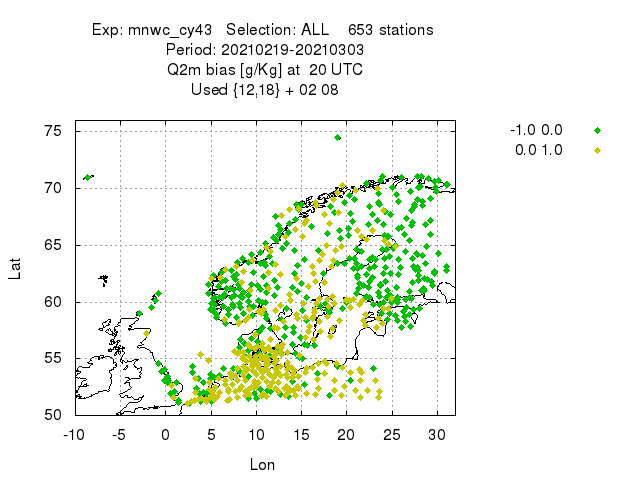 Exp: mnwc_cy43 Selection: ALL 653 stations
Period: 20210219-20210303
Q2m bias [g/Kg] at 20 UTC
Used {12,18} + 02 08
-1.0 0.0
0.0 1.0
75
70
65
60
55
50
Lat
-10 -5 0 5 10 15 20 25 30
Lon